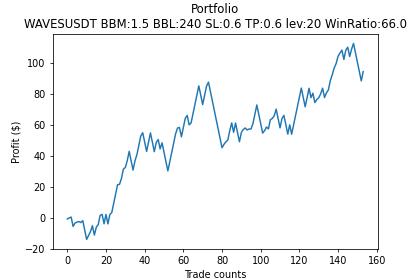 Portfolio
WAVESUSDT BBM:1.5 BBL:240 SL:0.6 TP:0.6 lev:20 WinRatio:66.0
100
80
60
40
20
0
−20
Profit ($)
0 20 40 60 80 100 120 140 160
Trade counts